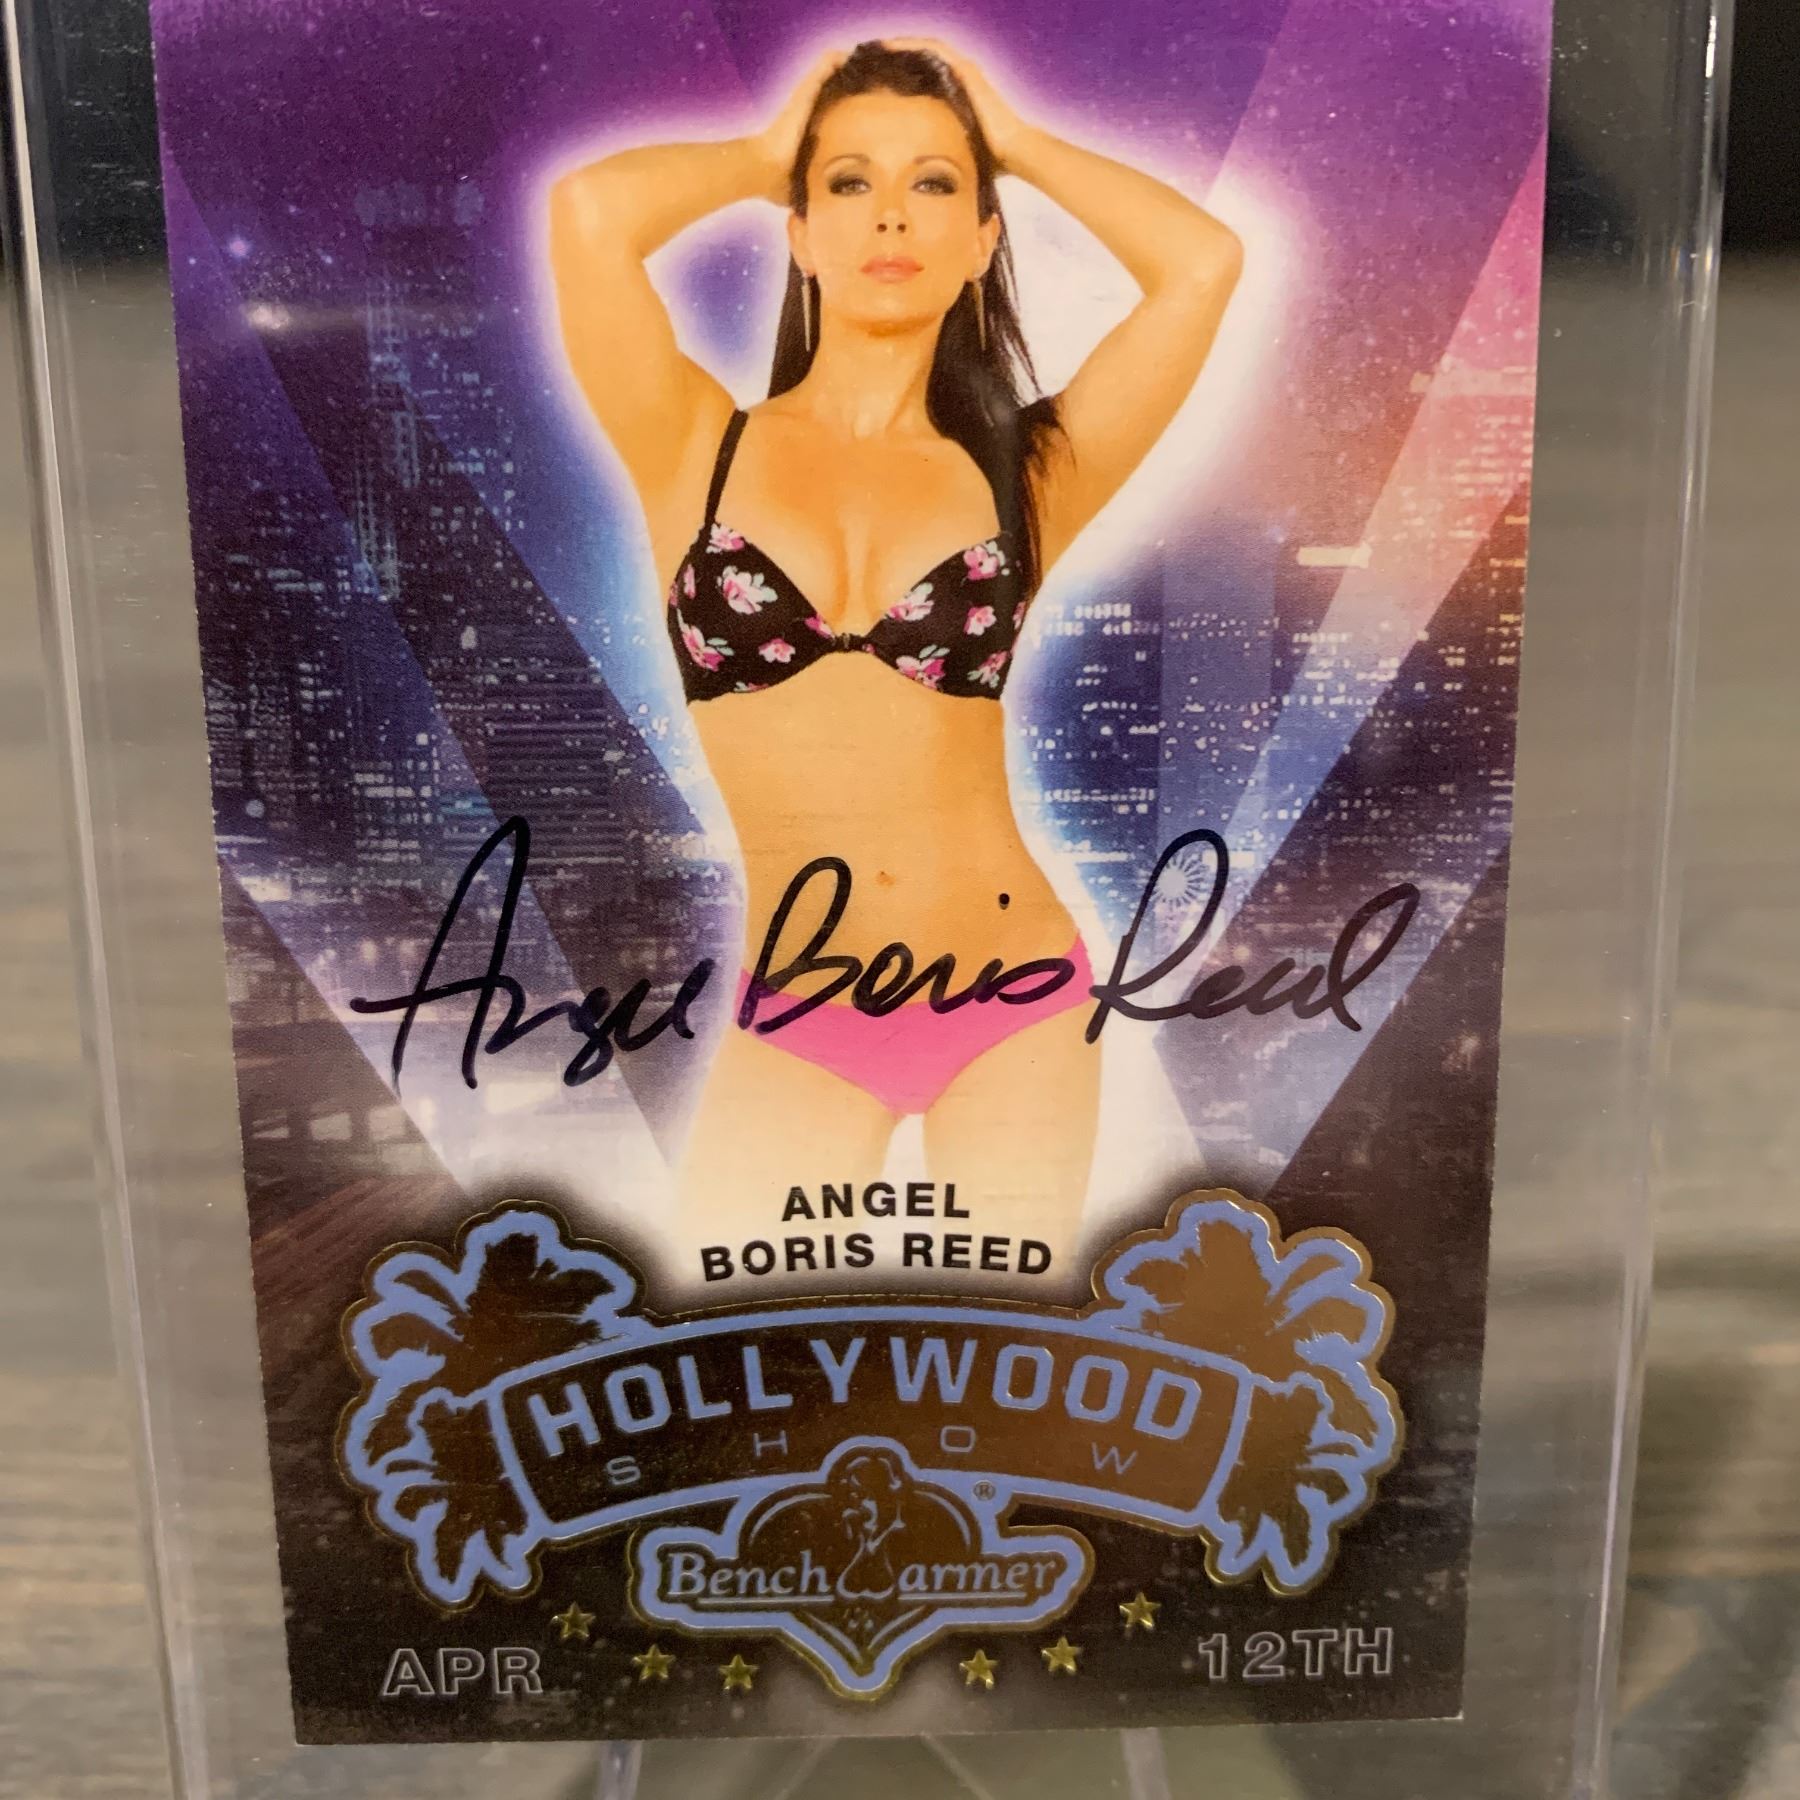 Angel Boris Reed
ANGEL
BORIS REED
HOLLYWOOD
SHOW
®
BenchWarmer
APR 12TH